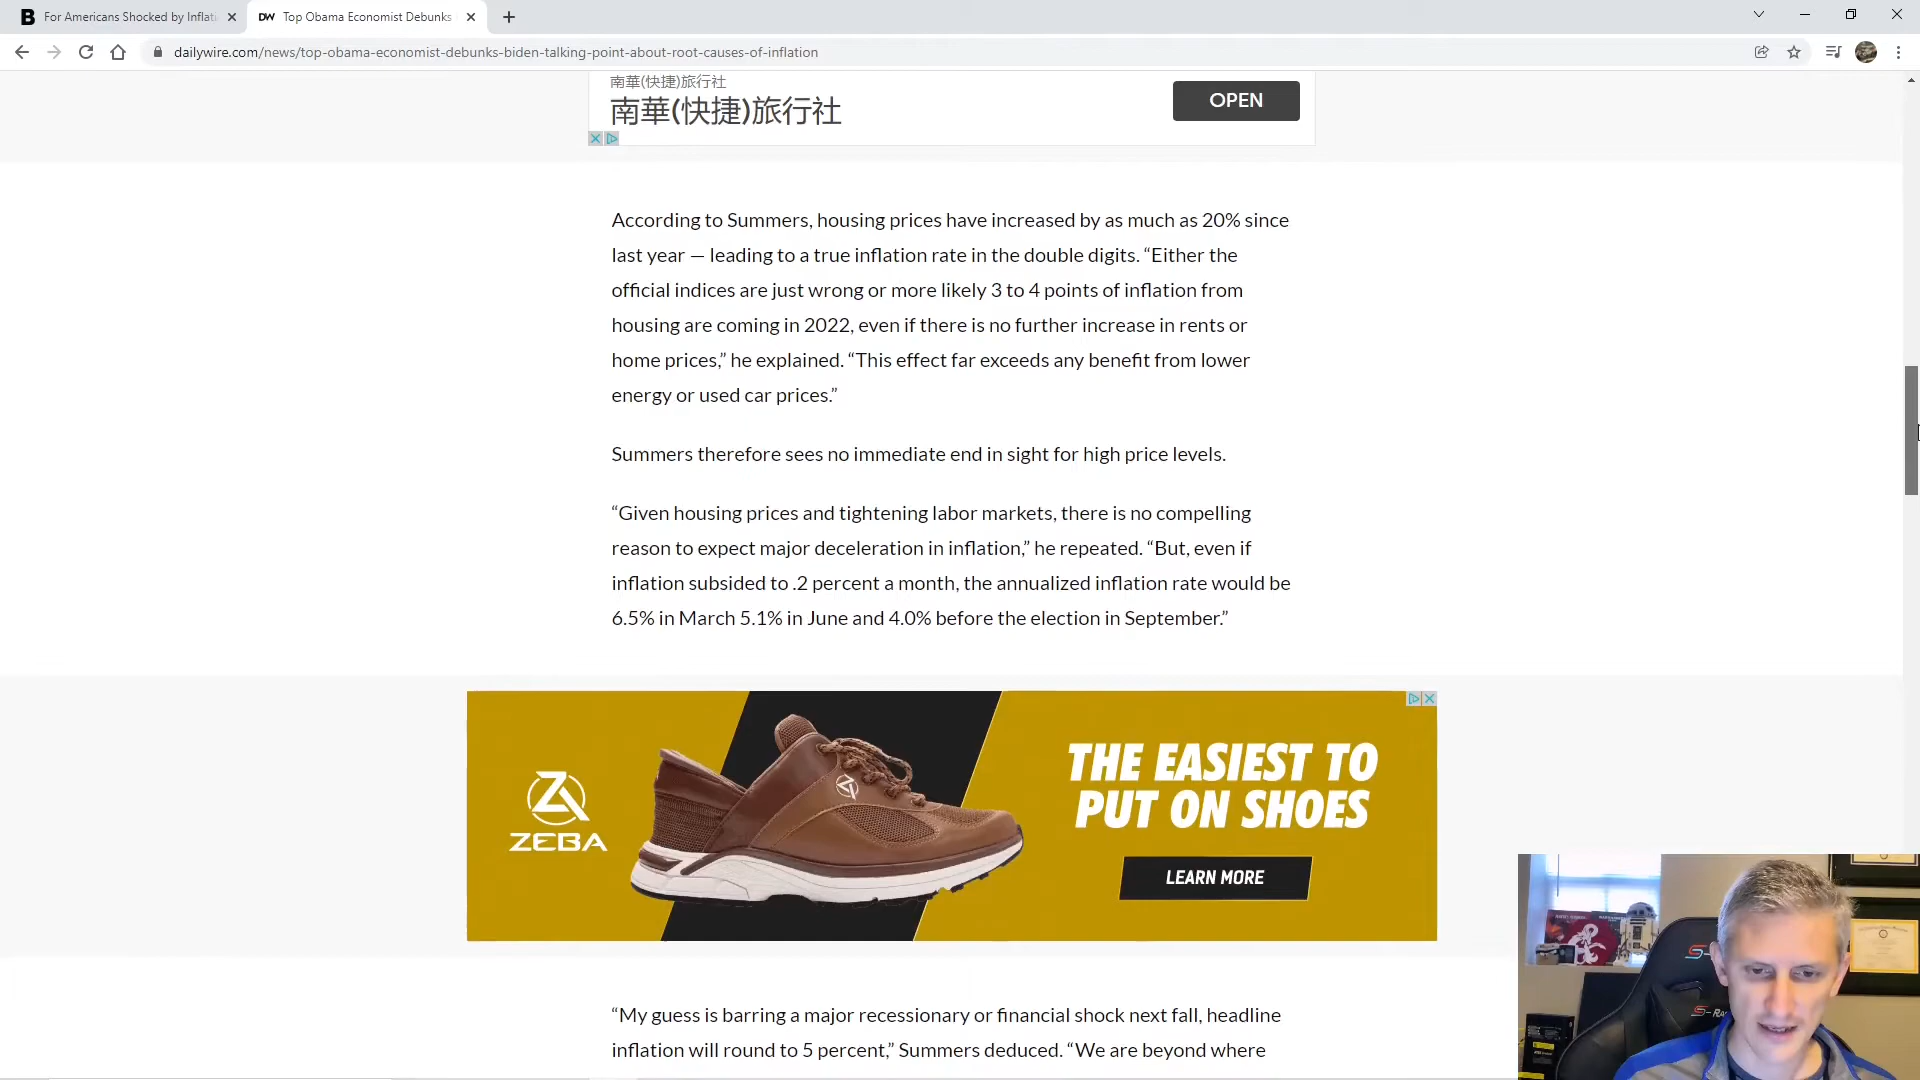 For Americans Shocked by Inflati
DW Top Obama Economist Debunks
dailywire.com/news/top-obama-economist-debunks-biden-talking-point-about-root-causes-of-inflation
南華(快捷)旅行社
南華(快捷)旅行社
OPEN
According to Summers, housing prices have increased by as much as 20% since
last year — leading to a true inflation rate in the double digits. “Either the
official indices are just wrong or more likely 3 to 4 points of inflation from
housing are coming in 2022, even if there is no further increase in rents or
home prices,” he explained. “This effect far exceeds any benefit from lower
energy or used car prices.”
Summers therefore sees no immediate end in sight for high price levels.
“Given housing prices and tightening labor markets, there is no compelling
reason to expect major deceleration in inflation,” he repeated. “But, even if
inflation subsided to .2 percent a month, the annualized inflation rate would be
6.5% in March 5.1% in June and 4.0% before the election in September.”
ZEBA
THE EASIEST TO
PUT ON SHOES
LEARN MORE
“My guess is barring a major recessionary or financial shock next fall, headline
inflation will round to 5 percent,” Summers deduced. “We are beyond where